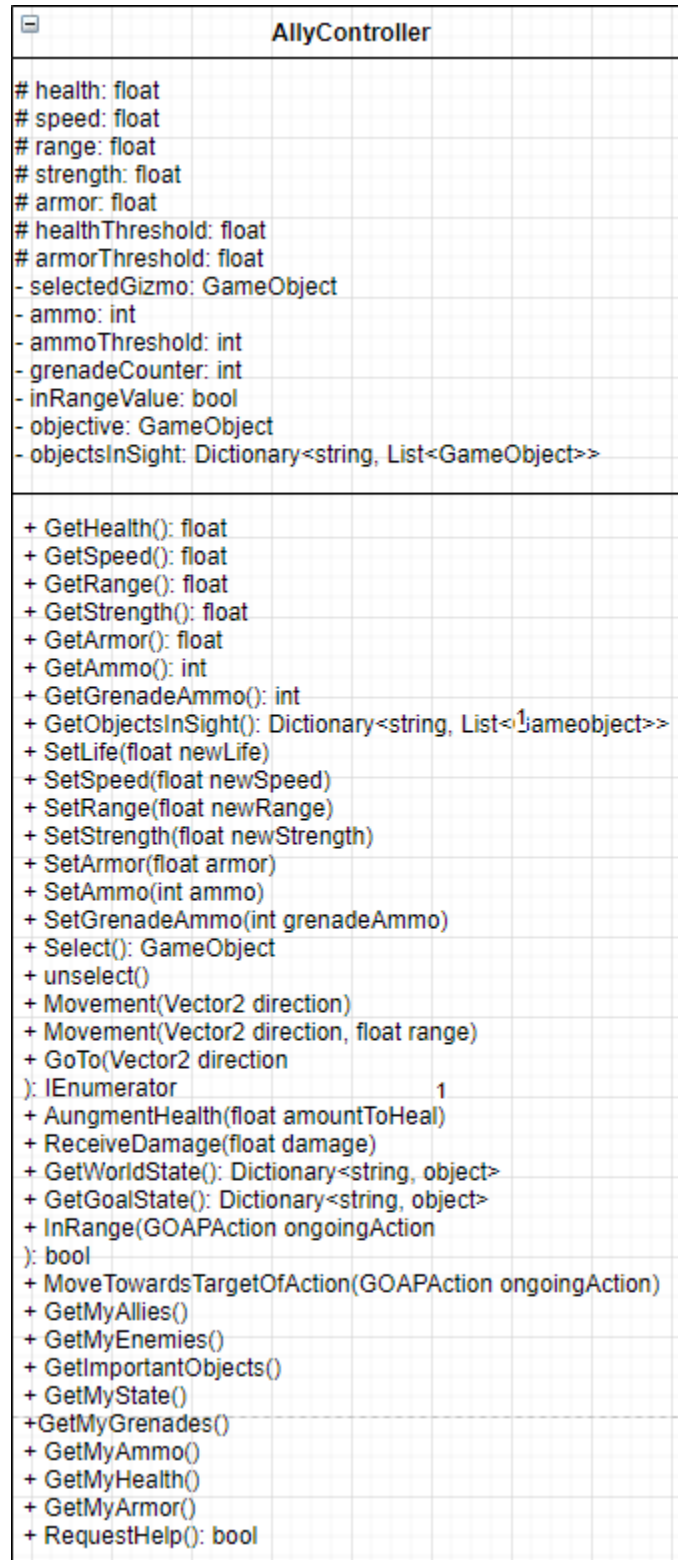 AllyController
# health: float
# speed: float
# range: float
# strength: float
# armor: float
# healthThreshold: float
# armorThreshold: float
- selectedGizmo: GameObject
- ammo: int
- ammoThreshold: int
- grenadeCounter: int
- inRangeValue: bool
- objective: GameObject
- objectsInSight: Dictionary<string, List<GameObject>>
+ GetHealth(): float
+ GetSpeed(): float
+ GetRange(): float
+ GetStrength(): float
+ GetArmor(): float
+ GetAmmo(): int
+ GetGrenadeAmmo(): int
+ GetObjectsInSight(): Dictionary<string, List<Gameobject>>
1
+ SetLife(float newLife)
+ SetSpeed(float newSpeed)
+ SetRange(float newRange)
+ SetStrength(float newStrength)
+ SetArmor(float armor)
+ SetAmmo(int ammo)
+ SetGrenadeAmmo(int grenadeAmmo)
+ Select(): GameObject
+ unselect()
+ Movement(Vector2 direction)
+ Movement(Vector2 direction, float range)
+ GoTo(Vector2 direction
): IEnumerator
1
+ AungmentHealth(float amountToHeal)
+ ReceiveDamage(float damage)
+ GetWorldState(): Dictionary<string, object>
+ GetGoalState(): Dictionary<string, object>
+ InRange(GOAPAction ongoingAction
): bool
+ MoveTowardsTargetOfAction(GOAPAction ongoingAction)
+ GetMyAllies()
+ GetMyEnemies()
+ GetImportantObjects()
+ GetMyState()
+GetMyGrenades()
+ GetMyAmmo()
+ GetMyHealth()
+ GetMyArmor()
+ RequestHelp(): bool